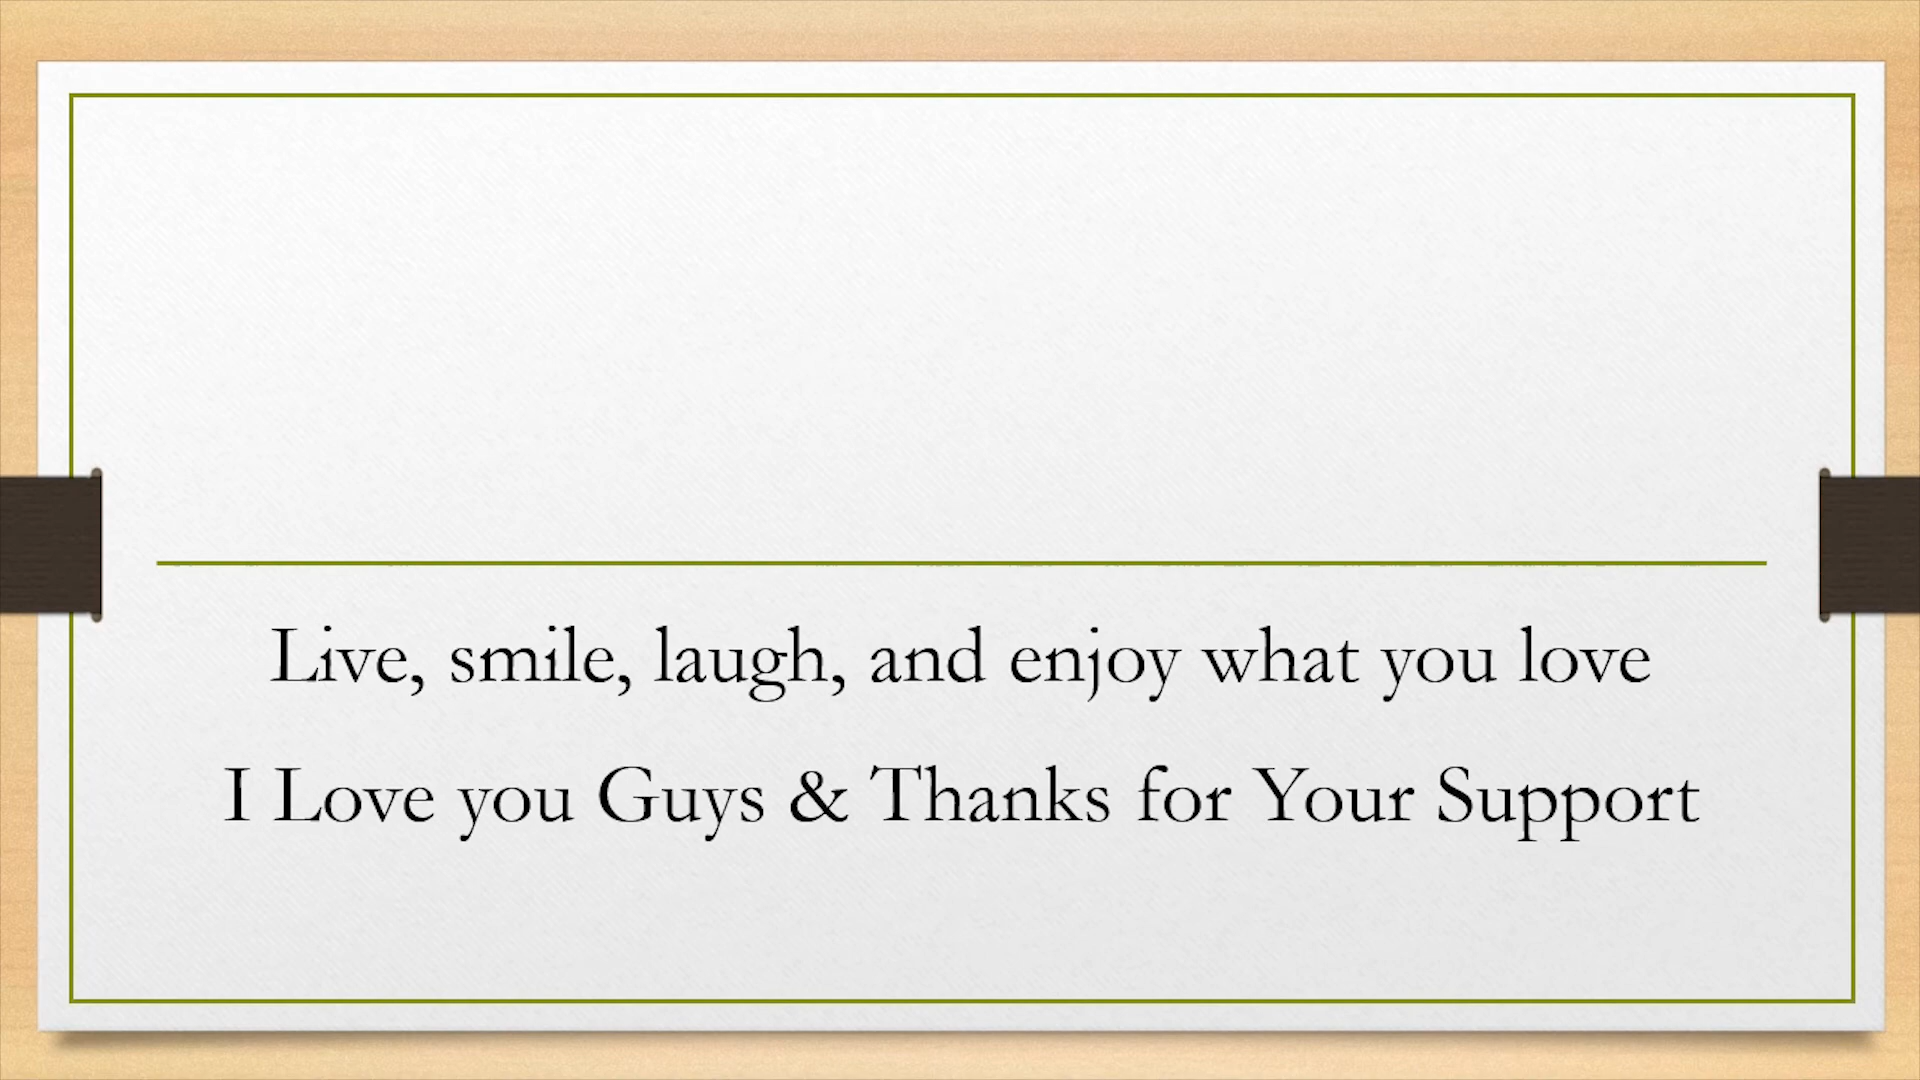 Live, smile, laugh, and enjoy what you love
I Love you Guys & Thanks for Your Support